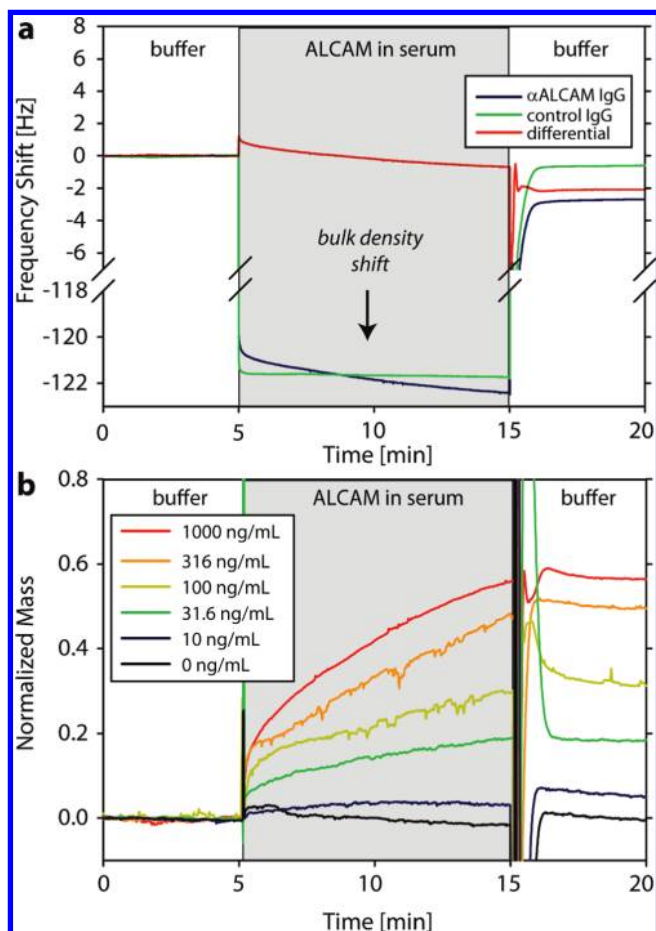 a
buffer
ALCAM in serum
buffer
αALCAM IgG
control IgG
differential
bulk density
shift
Frequency Shift [Hz]
8
6
4
2
0
-2
-4
-6
-118
-120
-122
0
5
10
15
20
Time [min]
b
buffer
ALCAM in serum
buffer
1000 ng/mL
316 ng/mL
100 ng/mL
31.6 ng/mL
10 ng/mL
0 ng/mL
Normalized Mass
0.8
0.6
0.4
0.2
0.0
0
5
10
15
20
Time [min]